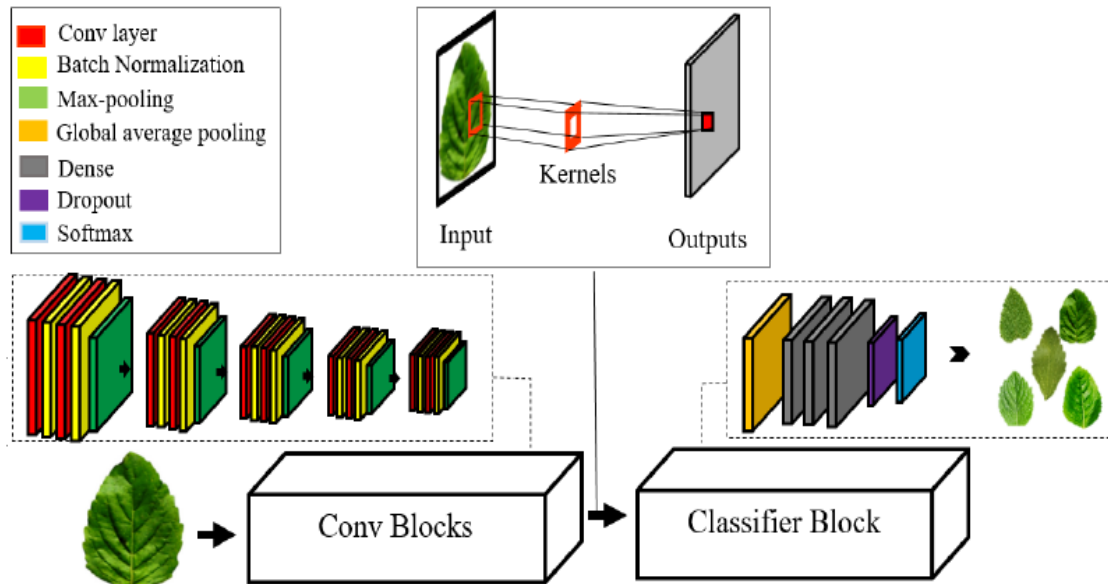 Conv layer
Batch Normalization
Max-pooling
Global average pooling
Dense
Dropout
Softmax
Kernels
Input
Outputs
Conv Blocks
Classifier Block